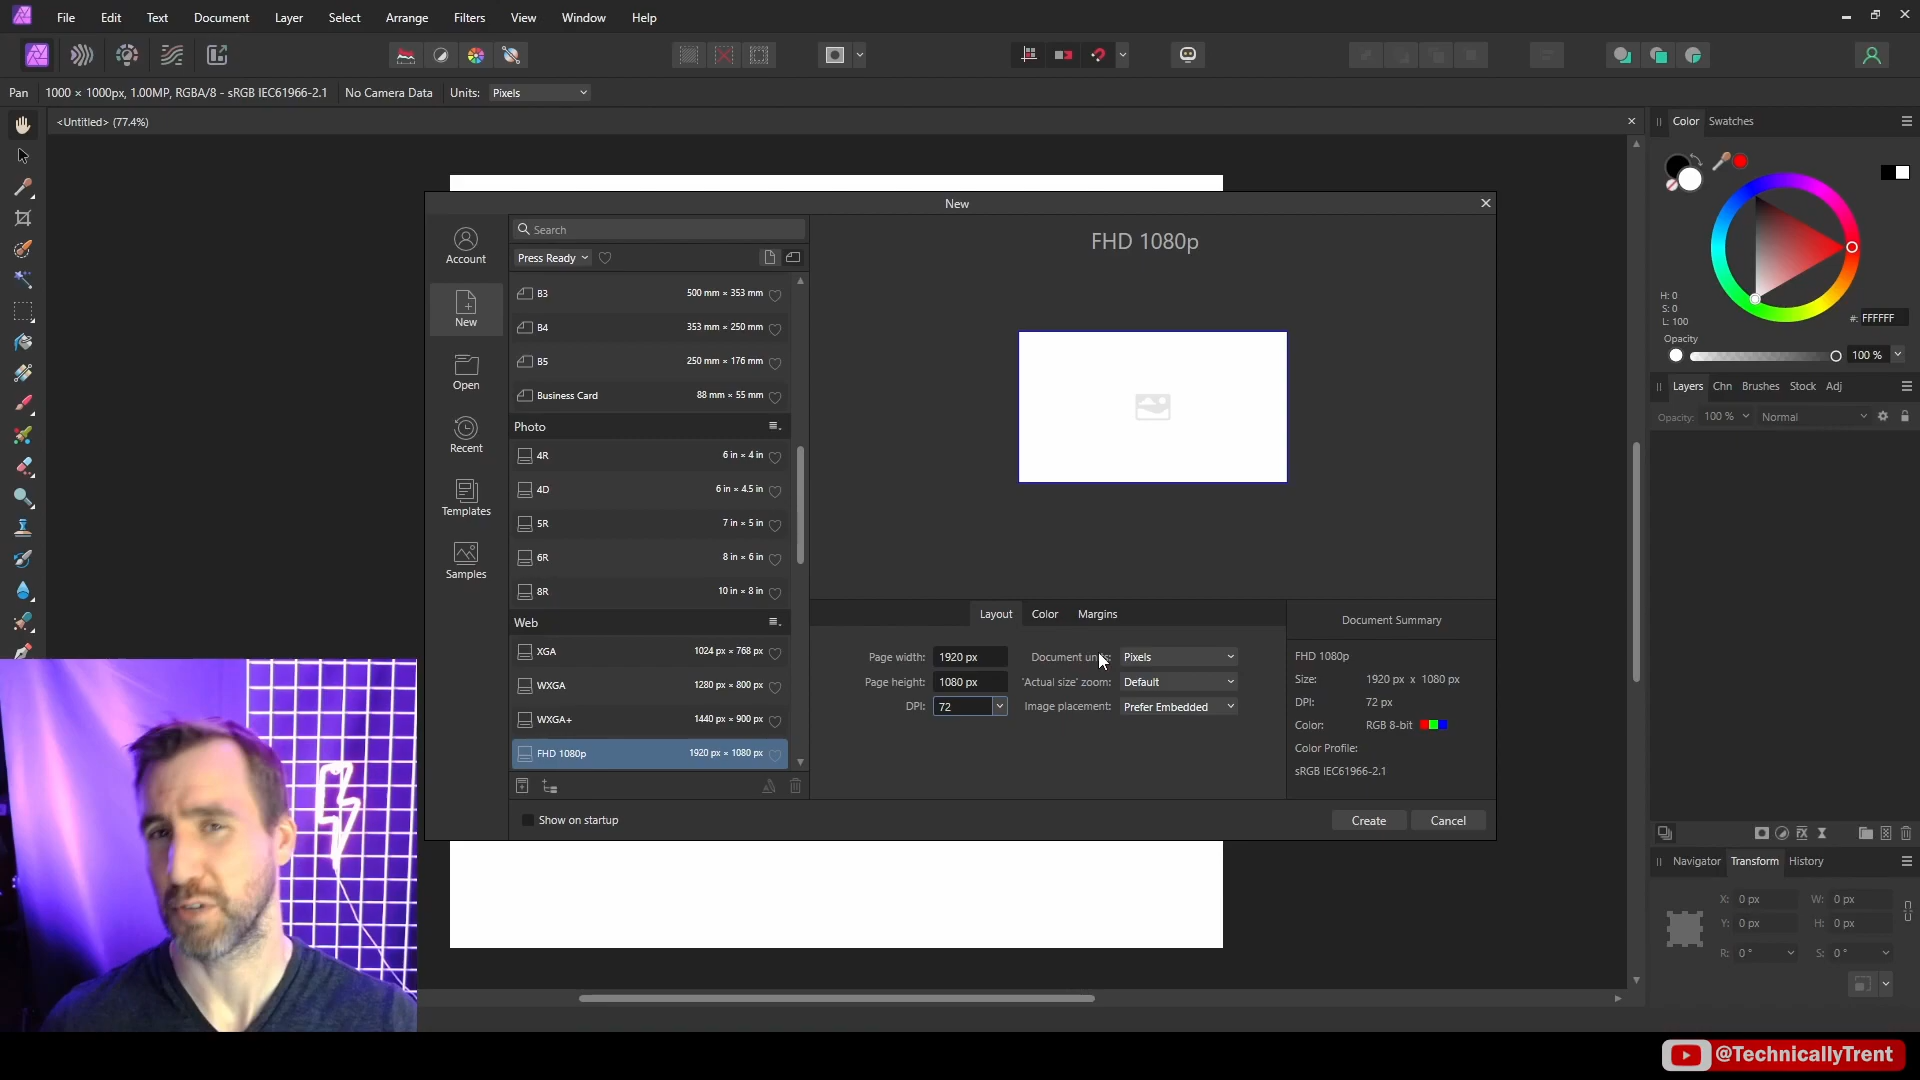 File Edit Text Document Layer Select Arrange Filters View Window Help
Pan 1000 × 1000px, 1.00MP, RGBA/8 - sRGB IEC61966-2.1 No Camera Data Units: Pixels
<Untitled> (77.4%)
Color Swatches
H: 0
S: 0
L: 100
#: FFFFFF
Opacity
100 %
Layers Chn Brushes Stock Adj
Opacity: 100 % Normal
New
Account
New
Open
Recent
Templates
Samples
Search
Press Ready
B3 500 mm × 353 mm
B4 353 mm × 250 mm
B5 250 mm × 176 mm
Business Card 88 mm × 55 mm
Photo
4R 6 in × 4 in
4D 6 in × 4.5 in
5R 7 in × 5 in
6R 8 in × 6 in
8R 10 in × 8 in
Web
XGA 1024 px × 768 px
WXGA 1280 px × 800 px
WXGA+ 1440 px × 900 px
FHD 1080p 1920 px × 1080 px
Show on startup
FHD 1080p
Layout Color Margins
Page width: 1920 px Document units: Pixels
Page height: 1080 px 'Actual size' zoom: Default
DPI: 72 Image placement: Prefer Embedded
Document Summary
FHD 1080p
Size: 1920 px x 1080 px
DPI: 72 px
Color: RGB 8-bit
Color Profile:
sRGB IEC61966-2.1
Create Cancel
Navigator Transform History
X: 0 px W: 0 px
Y: 0 px H: 0 px
R: 0 ° S: 0 °
@TechnicallyTrent